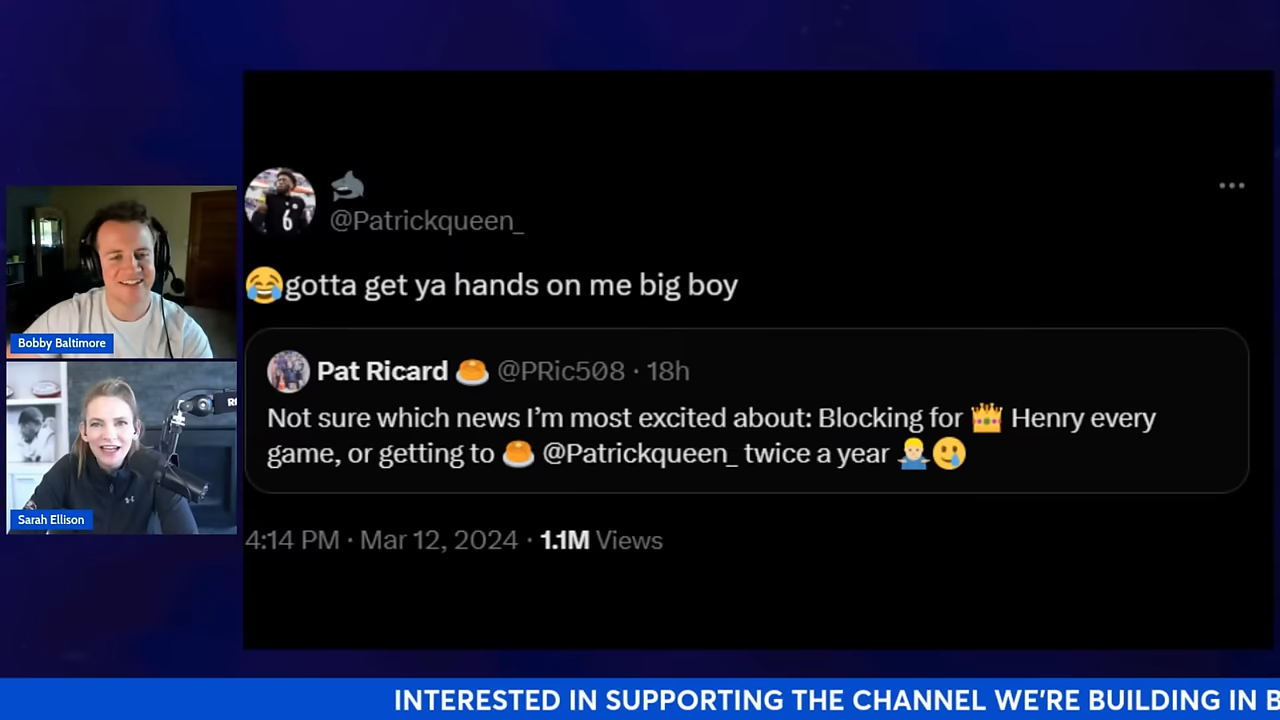 @Patrickqueen_
6
😂gotta get ya hands on me big boy
Pat Ricard 🍮 @PRic508 · 18h
Not sure which news I’m most excited about: Blocking for 👑 Henry every
game, or getting to 🍮 @Patrickqueen_ twice a year 🤷🏼‍♂️🥲
4:14 PM · Mar 12, 2024 · 1.1M Views
Bobby Baltimore
Sarah Ellison
INTERESTED IN SUPPORTING THE CHANNEL WE'RE BUILDING IN B